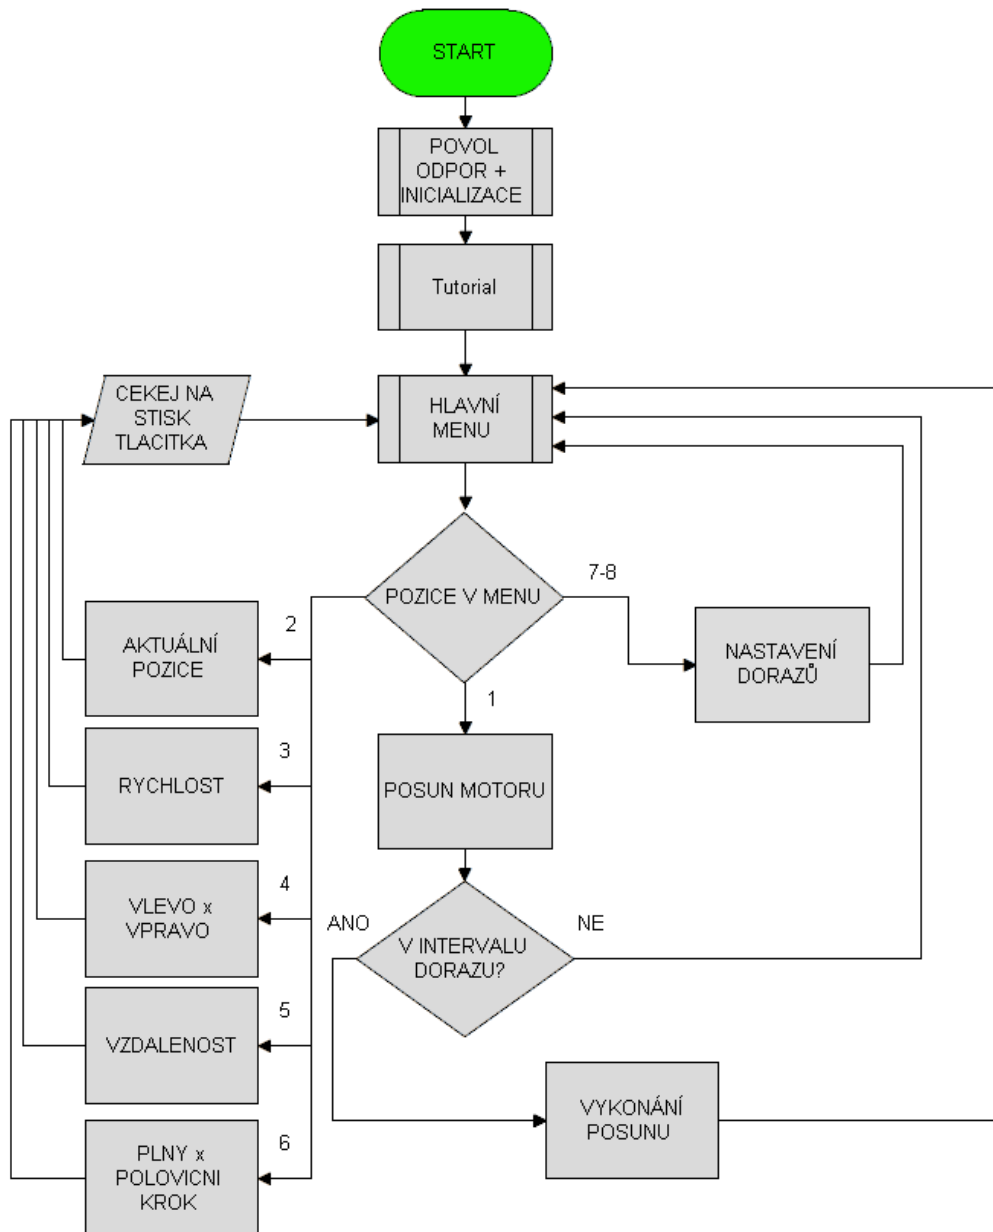 START
POVOL
ODPOR +
INICIALIZACE
Tutorial
CEKEJ NA
STISK
TLACITKA
HLAVNÍ
MENU
POZICE V MENU
7-8
2
AKTUÁLNÍ
POZICE
NASTAVENÍ
DORAZŮ
1
3
RYCHLOST
POSUN MOTORU
4
VLEVO x
VPRAVO
ANO
NE
V INTERVALU
DORAZU?
5
VZDALENOST
VYKONÁNÍ
POSUNU
6
PLNY x
POLOVICNI
KROK